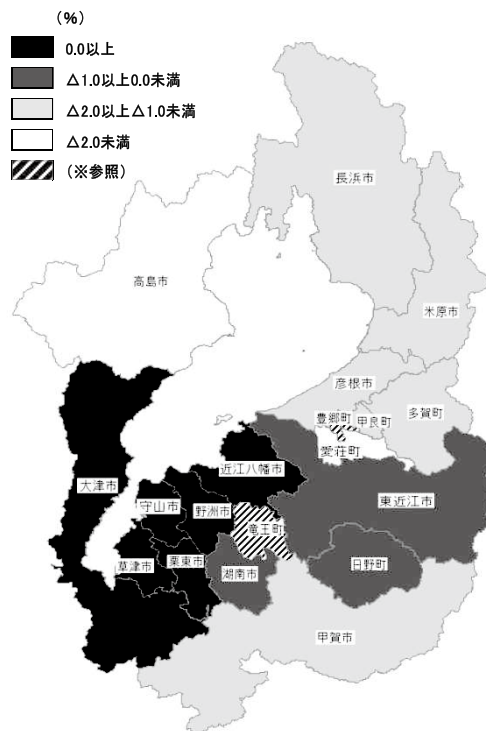 (%)
0.0以上
△1.0以上0.0未満
△2.0以上△1.0未満
△2.0未満
(※参照)
長浜市
高島市
米原市
彦根市
多賀町
豊郷町
甲良町
愛荘町
近江八幡市
大津市
東近江市
守山市
野洲市
竜王町
草津市
栗東市
湖南市
日野町
甲賀市